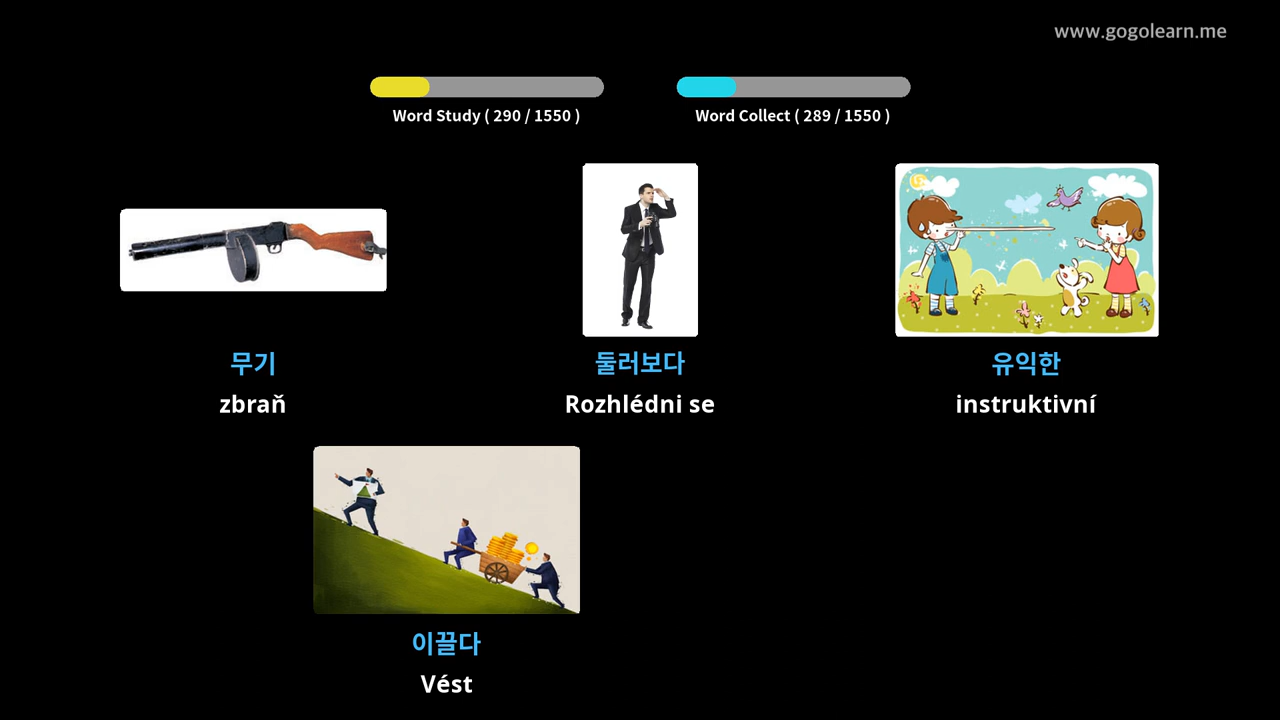 www.gogolearn.me
Word Study ( 290 / 1550 )
Word Collect ( 289 / 1550 )
무기
zbraň
둘러보다
Rozhlédni se
유익한
instruktivní
이끌다
Vést